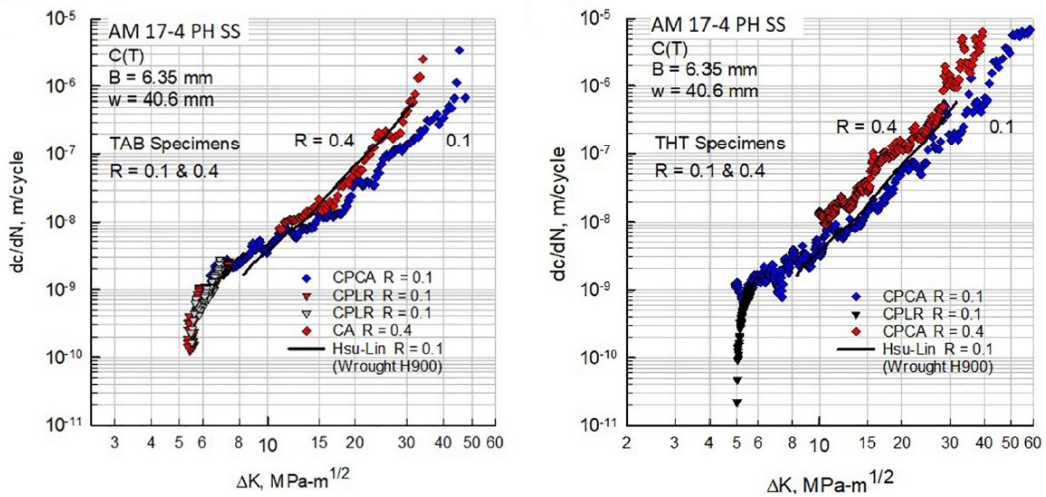 AM 17-4 PH SS
C(T)
B = 6.35 mm
w = 40.6 mm
TAB Specimens
R = 0.1 & 0.4
R = 0.4
0.1
CPCA R = 0.1
CPLR R = 0.1
CPLR R = 0.1
CA R = 0.4
Hsu-Lin R = 0.1
(Wrought H900)
dc/dN, m/cycle
10-5
10-6
10-7
10-8
10-9
10-10
10-11
3 4 5 6 8 10 15 20 30 40 50 60
ΔK, MPa-m1/2
AM 17-4 PH SS
C(T)
B = 6.35 mm
w = 40.6 mm
THT Specimens
R = 0.1 & 0.4
R = 0.4
0.1
CPCA R = 0.1
CPLR R = 0.1
CPCA R = 0.4
Hsu-Lin R = 0.1
(Wrought H900)
dc/dN, m/cycle
10-5
10-6
10-7
10-8
10-9
10-10
10-11
2 3 4 5 6 8 10 15 20 30 40 50 60
ΔK, MPa-m1/2